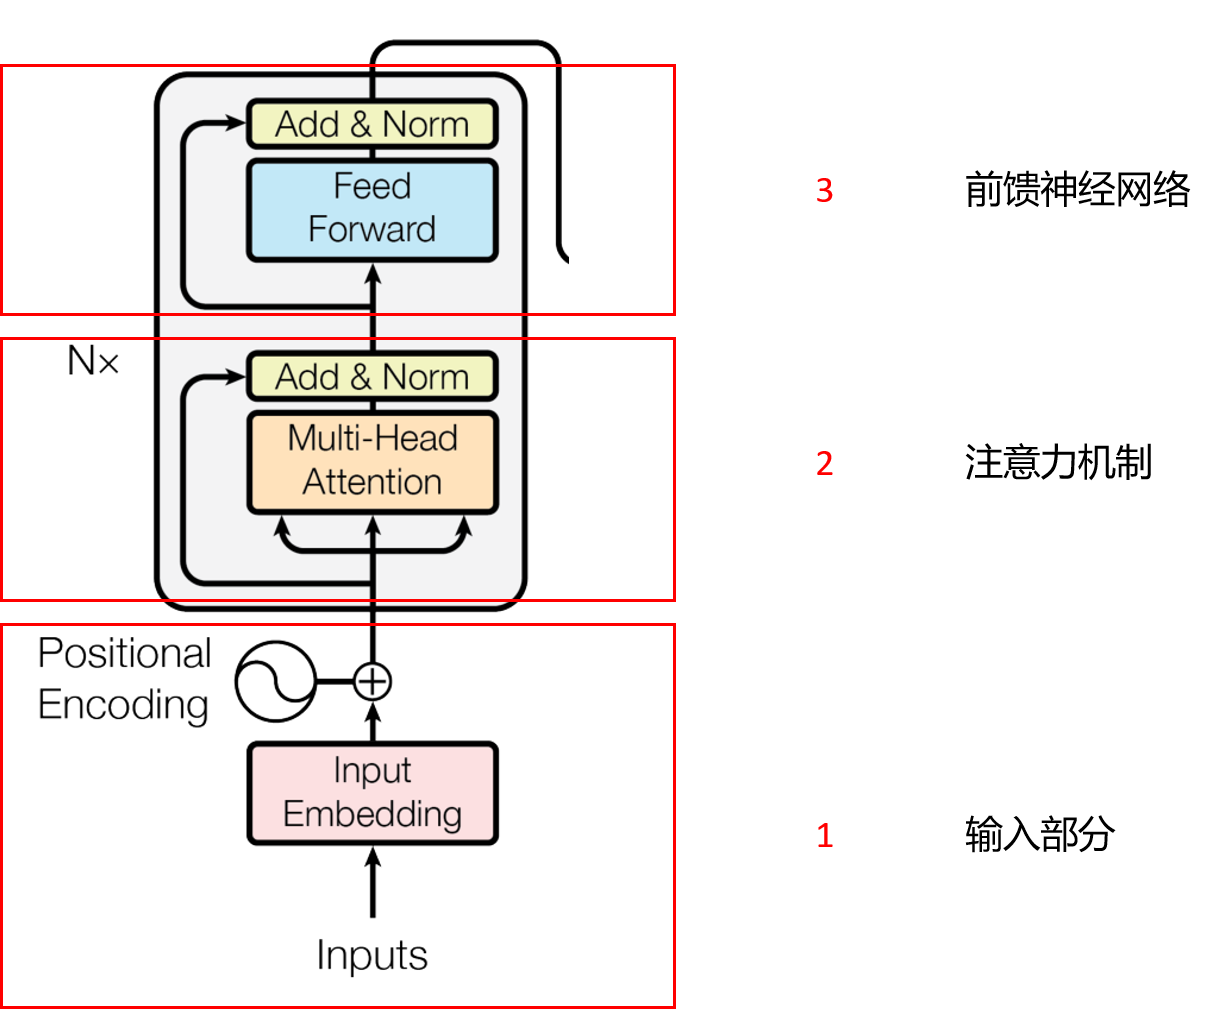 Add & Norm
Feed
Forward
3 前馈神经网络
N×
Add & Norm
Multi-Head
Attention
2 注意力机制
Positional
Encoding
Input
Embedding
1 输入部分
Inputs